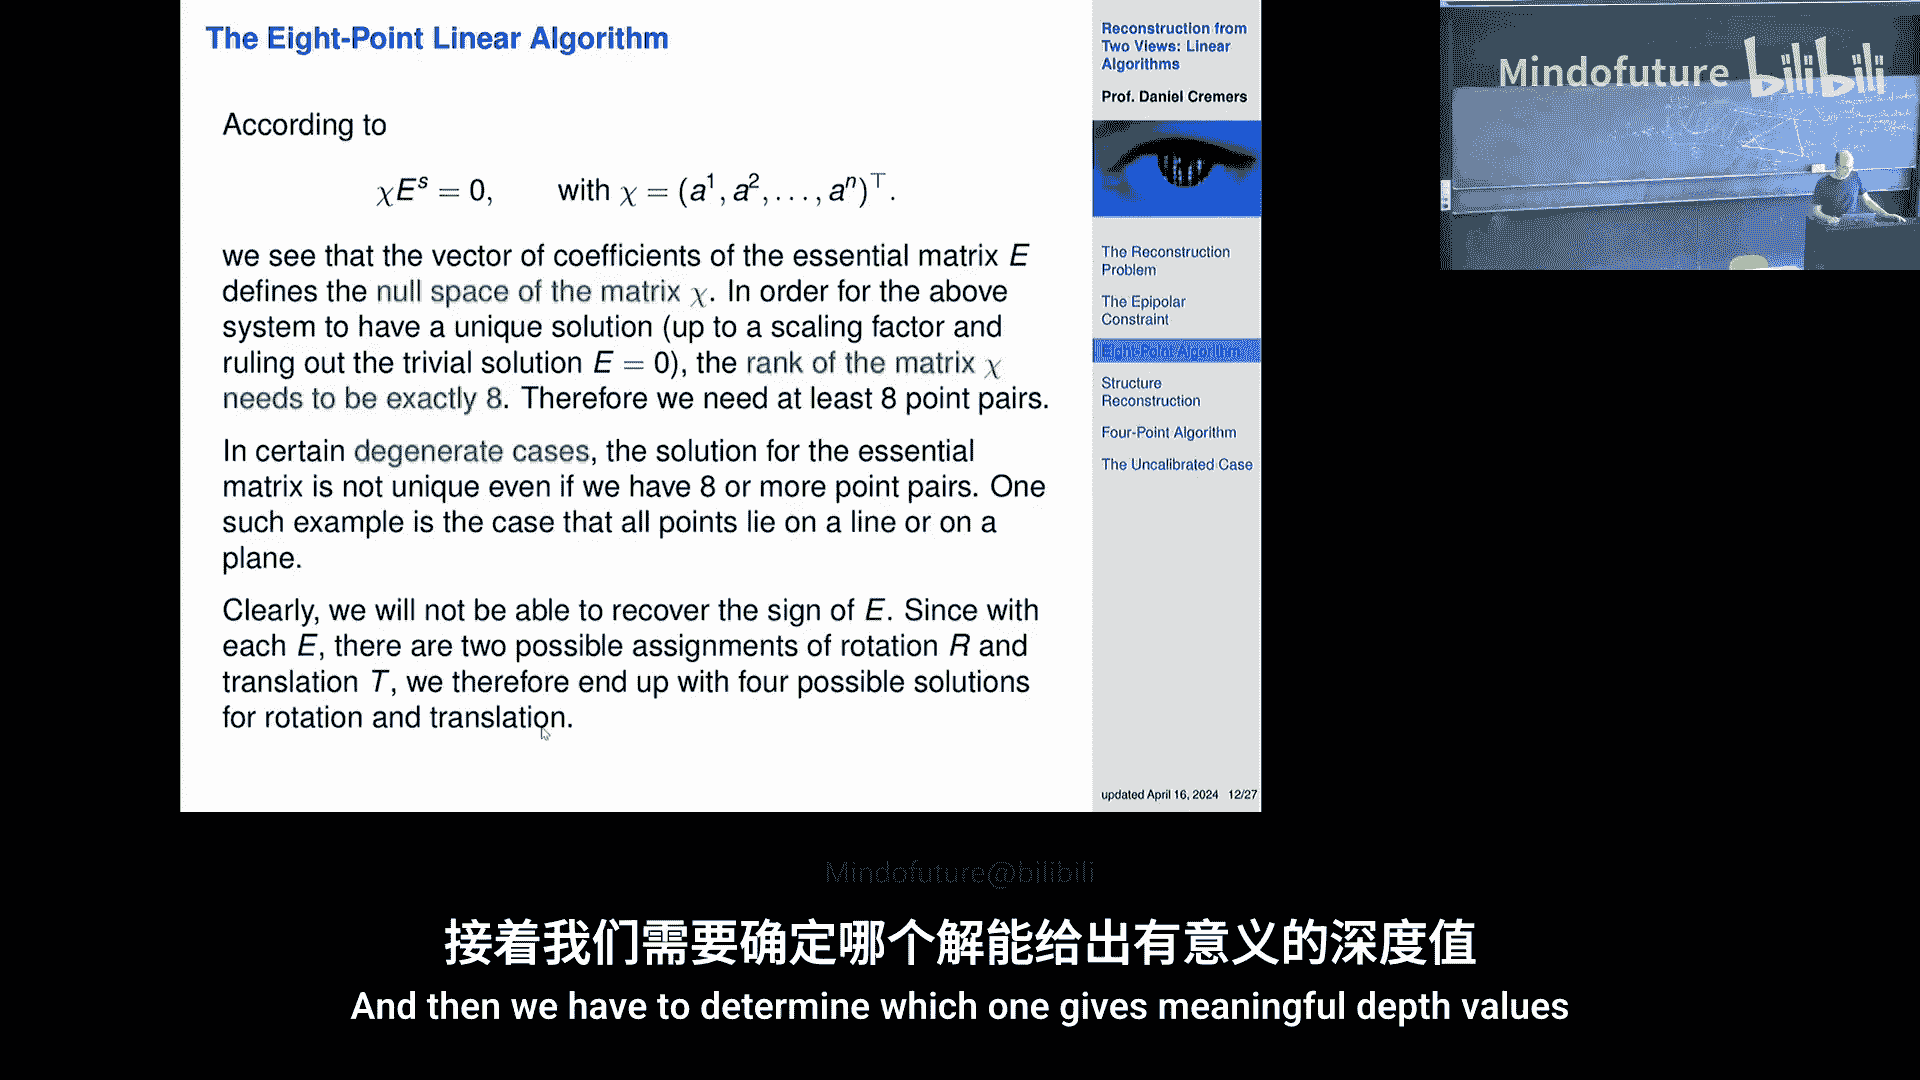 The Eight-Point Linear Algorithm
According to
χEˢ = 0, with χ = (a¹, a², . . . , aⁿ)⊤.
we see that the vector of coefficients of the essential matrix E
defines the null space of the matrix χ. In order for the above
system to have a unique solution (up to a scaling factor and
ruling out the trivial solution E = 0), the rank of the matrix χ
needs to be exactly 8. Therefore we need at least 8 point pairs.
In certain degenerate cases, the solution for the essential
matrix is not unique even if we have 8 or more point pairs. One
such example is the case that all points lie on a line or on a
plane.
Clearly, we will not be able to recover the sign of E. Since with
each E, there are two possible assignments of rotation R and
translation T, we therefore end up with four possible solutions
for rotation and translation.
Reconstruction from
Two Views: Linear
Algorithms
Prof. Daniel Cremers
The Reconstruction
Problem
The Epipolar
Constraint
Eight-Point Algorithm
Structure
Reconstruction
Four-Point Algorithm
The Uncalibrated Case
updated April 16, 2024 12/27
Mindofuture bilibili
Mindofuture@bilibili
接着我们需要确定哪个解能给出有意义的深度值
And then we have to determine which one gives meaningful depth values